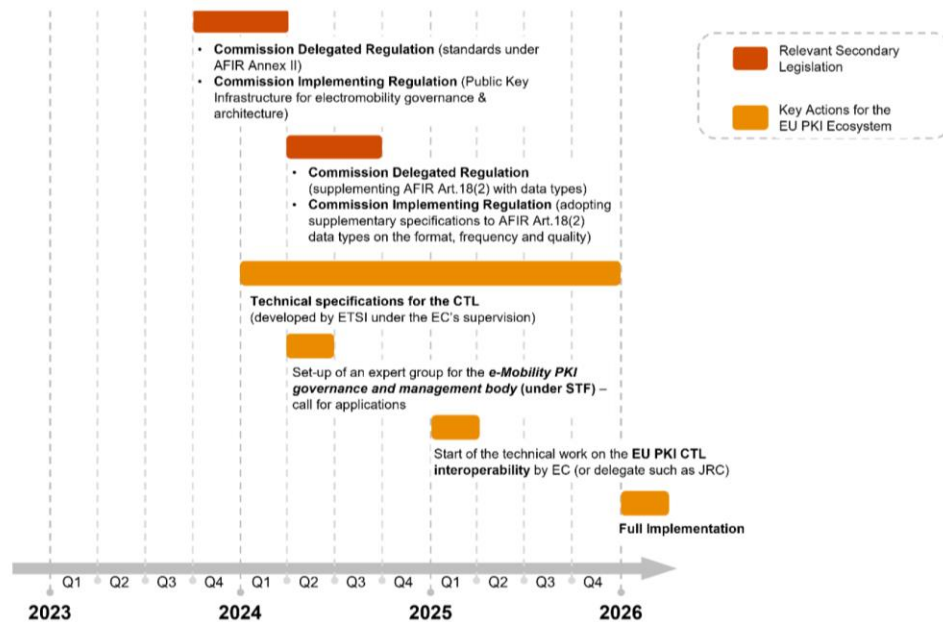 • Commission Delegated Regulation (standards under
AFIR Annex II)
• Commission Implementing Regulation (Public Key
Infrastructure for electromobility governance &
architecture)
Relevant Secondary
Legislation
Key Actions for the
EU PKI Ecosystem
• Commission Delegated Regulation
(supplementing AFIR Art.18(2) with data types)
• Commission Implementing Regulation (adopting
supplementary specifications to AFIR Art.18(2)
data types on the format, frequency and quality)
Technical specifications for the CTL
(developed by ETSI under the EC's supervision)
Set-up of an expert group for the e-Mobility PKI
governance and management body (under STF) –
call for applications
Start of the technical work on the EU PKI CTL
interoperability by EC (or delegate such as JRC)
Full Implementation
Q1 Q2 Q3 Q4 Q1 Q2 Q3 Q4 Q1 Q2 Q3 Q4
2023 2024 2025 2026